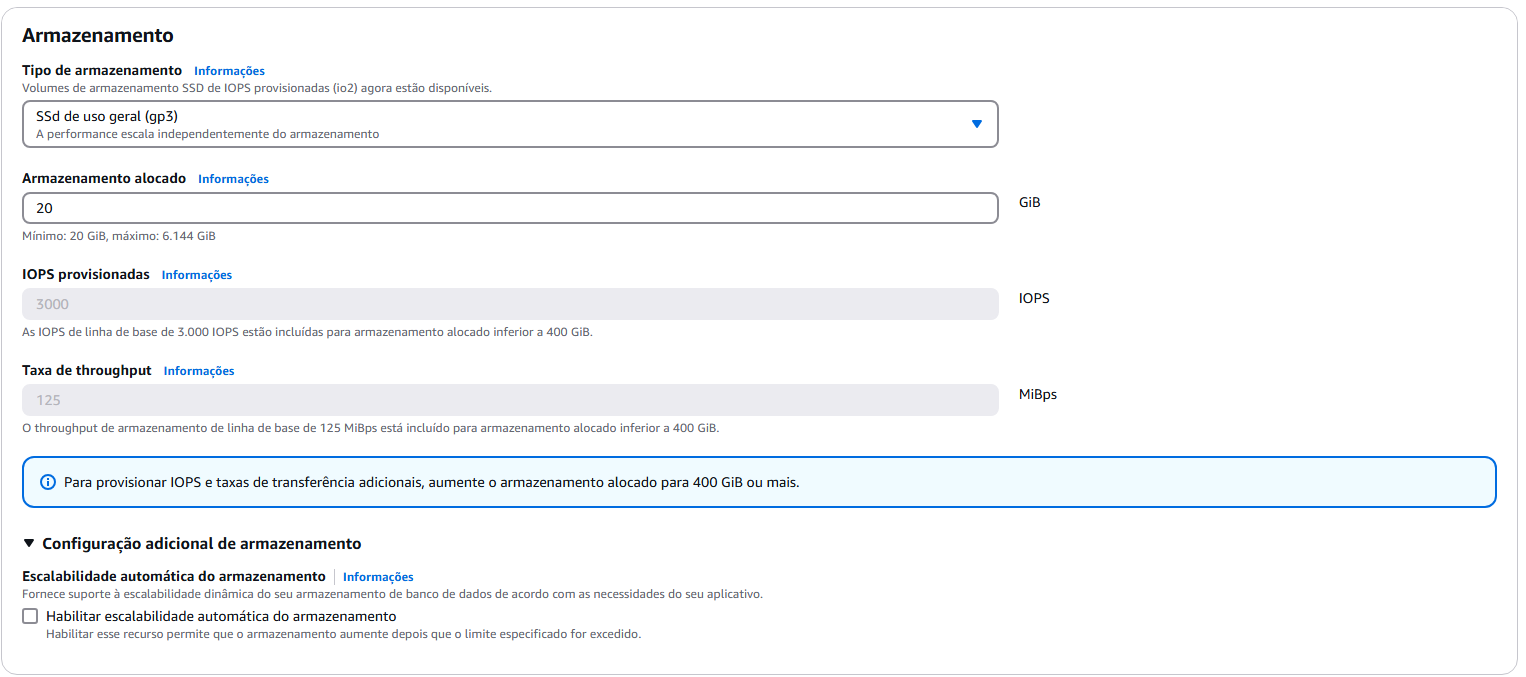 Armazenamento
Tipo de armazenamento Informações
Volumes de armazenamento SSD de IOPS provisionadas (io2) agora estão disponíveis.
SSd de uso geral (gp3)
A performance escala independentemente do armazenamento
Armazenamento alocado Informações
20
GiB
Mínimo: 20 GiB, máximo: 6.144 GiB
IOPS provisionadas Informações
3000
IOPS
As IOPS de linha de base de 3.000 IOPS estão incluídas para armazenamento alocado inferior a 400 GiB.
Taxa de throughput Informações
125
MiBps
O throughput de armazenamento de linha de base de 125 MiBps está incluído para armazenamento alocado inferior a 400 GiB.
Para provisionar IOPS e taxas de transferência adicionais, aumente o armazenamento alocado para 400 GiB ou mais.
Configuração adicional de armazenamento
Escalabilidade automática do armazenamento Informações
Fornece suporte à escalabilidade dinâmica do seu armazenamento de banco de dados de acordo com as necessidades do seu aplicativo.
Habilitar escalabilidade automática do armazenamento
Habilitar esse recurso permite que o armazenamento aumente depois que o limite especificado for excedido.